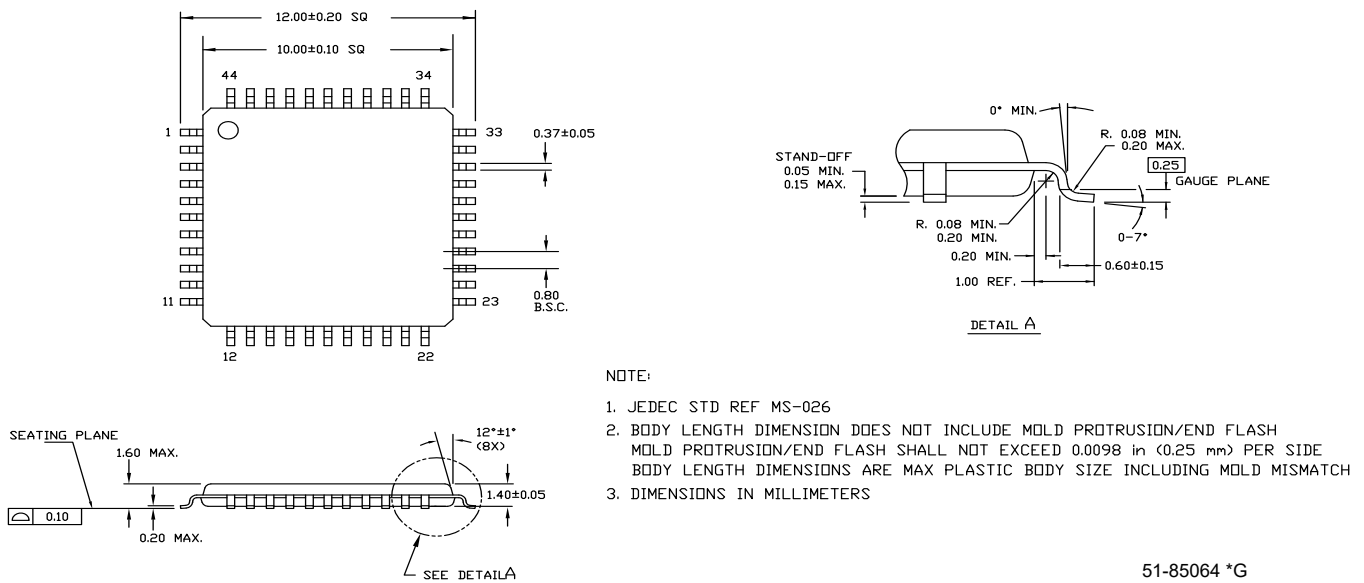 12.00±0.20 SQ
10.00±0.10 SQ
44
34
1
33
0.37±0.05
11
23
0.80
B.S.C.
12
22
0° MIN.
R. 0.08 MIN.
0.20 MAX.
STAND-OFF
0.05 MIN.
0.15 MAX.
0.25
GAUGE PLANE
R. 0.08 MIN.
0.20 MIN.
0-7°
0.20 MIN.
0.60±0.15
1.00 REF.
DETAIL A
NOTE:
1. JEDEC STD REF MS-026
2. BODY LENGTH DIMENSION DOES NOT INCLUDE MOLD PROTRUSION/END FLASH
MOLD PROTRUSION/END FLASH SHALL NOT EXCEED 0.0098 in (0.25 mm) PER SIDE
BODY LENGTH DIMENSIONS ARE MAX PLASTIC BODY SIZE INCLUDING MOLD MISMATCH
3. DIMENSIONS IN MILLIMETERS
SEATING PLANE
1.60 MAX.
12°±1°
(8X)
1.40±0.05
0.10
0.20 MAX.
SEE DETAILA
51-85064 *G